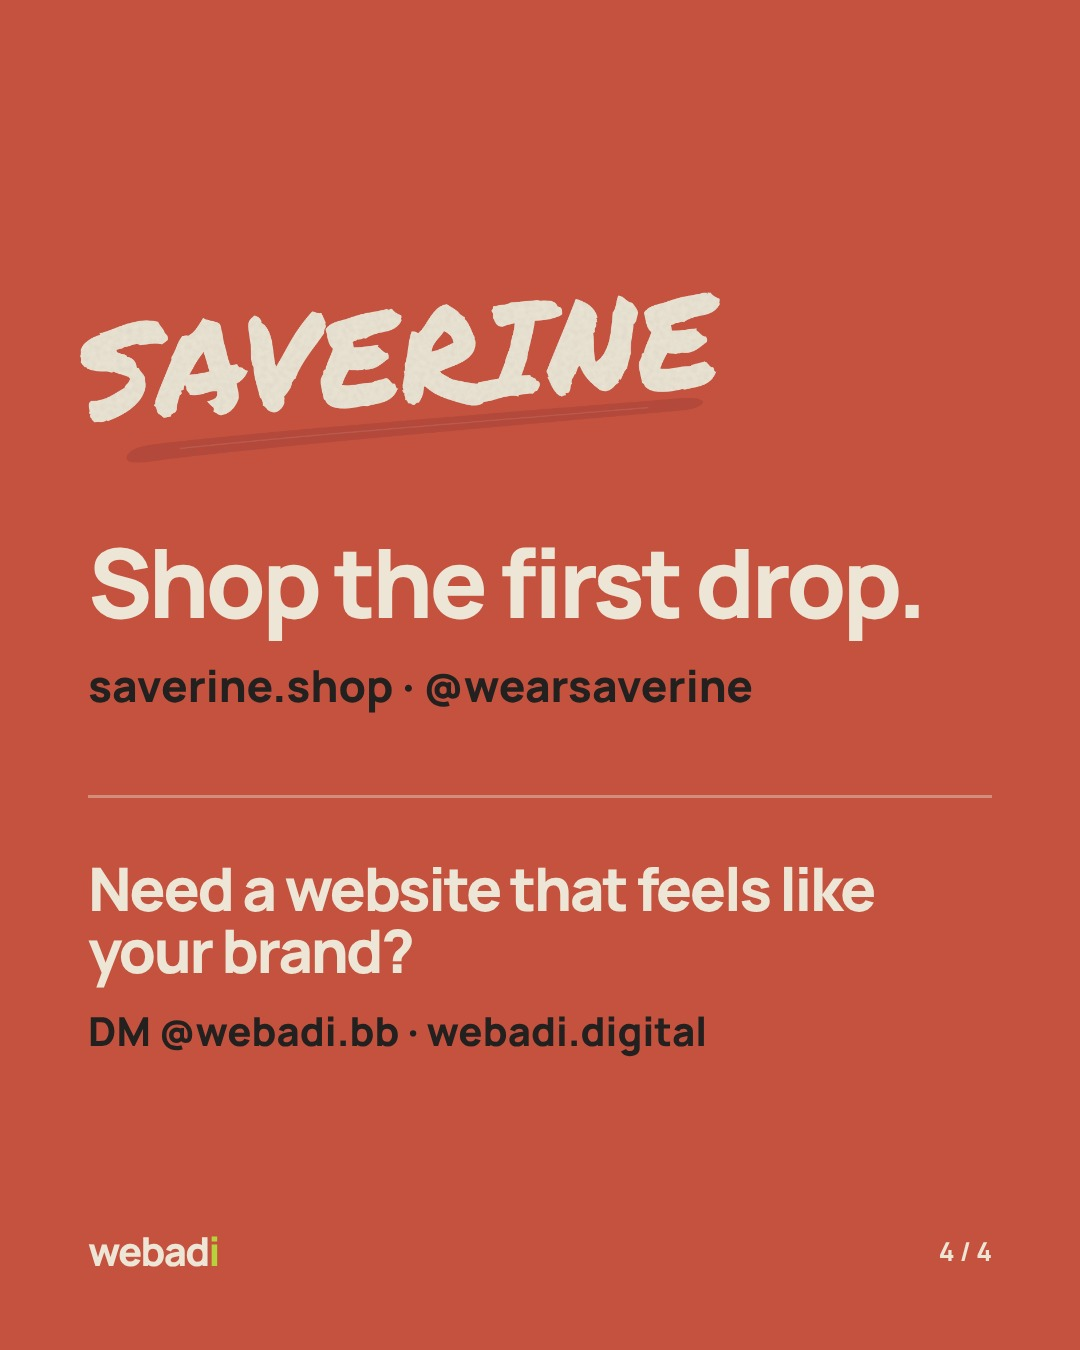 SAVERINE
Shop the first drop.
saverine.shop · @wearsaverine
Need a website that feels like
your brand?
DM @webadi.bb · webadi.digital
webadi
4 / 4